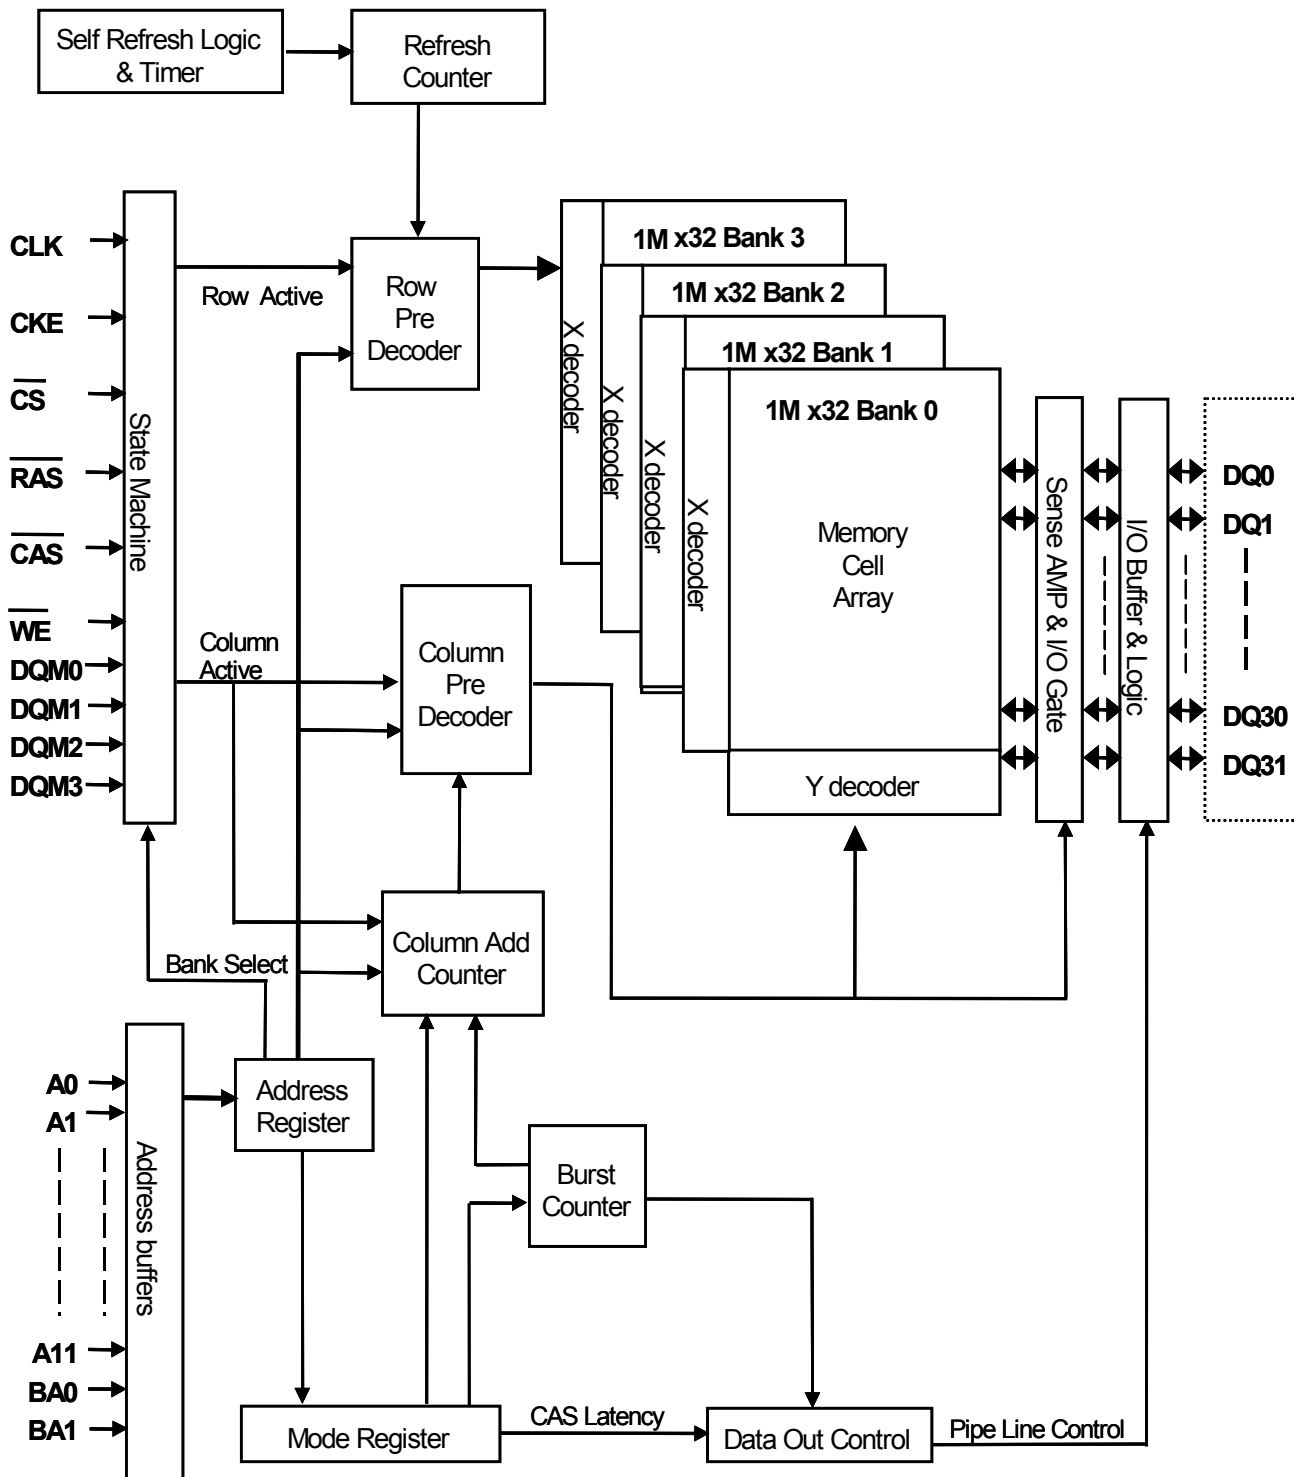 Self Refresh Logic
& Timer
Refresh
Counter
CLK
CKE
CS
RAS
CAS
WE
DQM0
DQM1
DQM2
DQM3
State Machine
Row Active
Row
Pre
Decoder
1M x32 Bank 3
1M x32 Bank 2
1M x32 Bank 1
1M x32 Bank 0
X decoder
X decoder
X decoder
X decoder
Memory
Cell
Array
Y decoder
Sense AMP & I/O Gate
I/O Buffer & Logic
DQ0
DQ1
DQ30
DQ31
Column
Active
Column
Pre
Decoder
Column Add
Counter
Bank Select
A0
A1
A11
BA0
BA1
Address buffers
Address
Register
Burst
Counter
Mode Register
CAS Latency
Data Out Control
Pipe Line Control